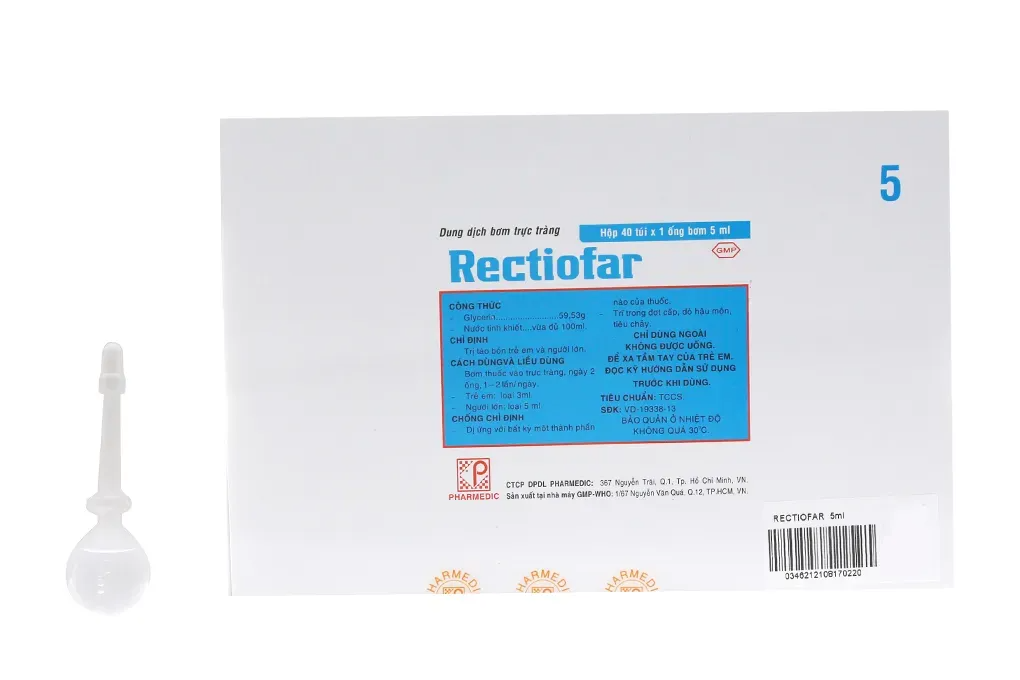 5
Dung dịch bơm trực tràng
Hộp 40 túi x 1 ống bơm 5 ml
Rectiofar
GMP
CÔNG THỨC
- Glycerin..........................59,53g
- Nước tinh khiết....vừa đủ 100ml.
CHỈ ĐỊNH
Trị táo bón trẻ em và người lớn.
CÁCH DÙNG VÀ LIỀU DÙNG
Bơm thuốc vào trực tràng, ngày 2
ống, 1-2 lần/ ngày.
- Trẻ em: loại 3ml
- Người lớn: loại 5 ml
CHỐNG CHỈ ĐỊNH
- Dị ứng với bất kỳ một thành phần
nào của thuốc.
- Trĩ trong đợt cấp, dò hậu môn,
tiêu chảy.
CHỈ DÙNG NGOÀI
KHÔNG ĐƯỢC UỐNG.
ĐỂ XA TẦM TAY CỦA TRẺ EM.
ĐỌC KỸ HƯỚNG DẪN SỬ DỤNG
TRƯỚC KHI DÙNG.
TIÊU CHUẨN: TCCS
SĐK: VD-19338-13
BẢO QUẢN Ở NHIỆT ĐỘ
KHÔNG QUÁ 30°C.
PHARMEDIC
CTCP DPDL PHARMEDIC: 367 Nguyễn Trãi, Q.1, Tp. Hồ Chí Minh, VN.
Sản xuất tại nhà máy GMP-WHO: 1/67 Nguyễn Văn Quá, Q.12, TP.HCM, VN.
RECTIOFAR 5ml
0346212108170220
HARMEDI
HARMEDI
HARMEDI